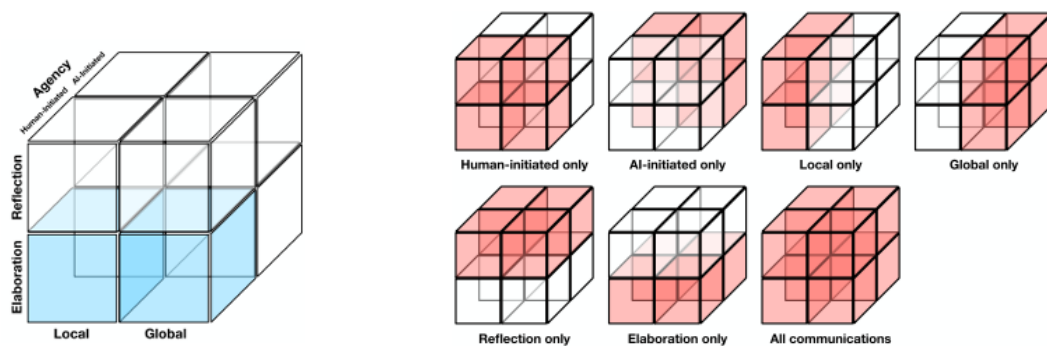 Agency
AI-Initiated
Human-Initiated
Reflection
Elaboration
Local
Global
Human-initiated only
AI-initiated only
Local only
Global only
Reflection only
Elaboration only
All communications